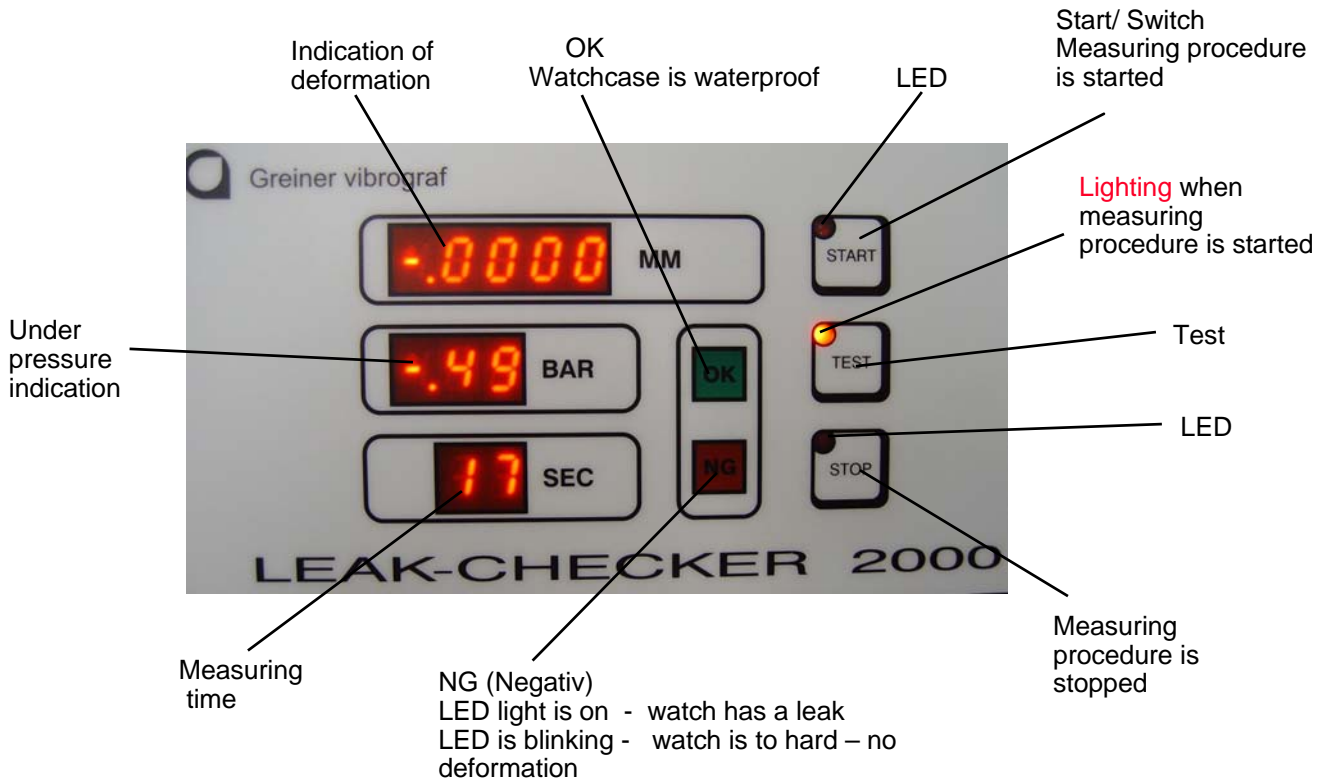 Start/ Switch
Measuring procedure
is started
Indication of
deformation
OK
Watchcase is waterproof
LED
Lighting when
measuring
procedure is started
Greiner vibrograf
-.0000 MM
START
Under
pressure
indication
-.49 BAR
OK
TEST
Test
LED
17 SEC
NG
STOP
LEAK-CHECKER 2000
Measuring
time
NG (Negativ)
LED light is on - watch has a leak
LED is blinking - watch is to hard – no
deformation
Measuring
procedure is
stopped